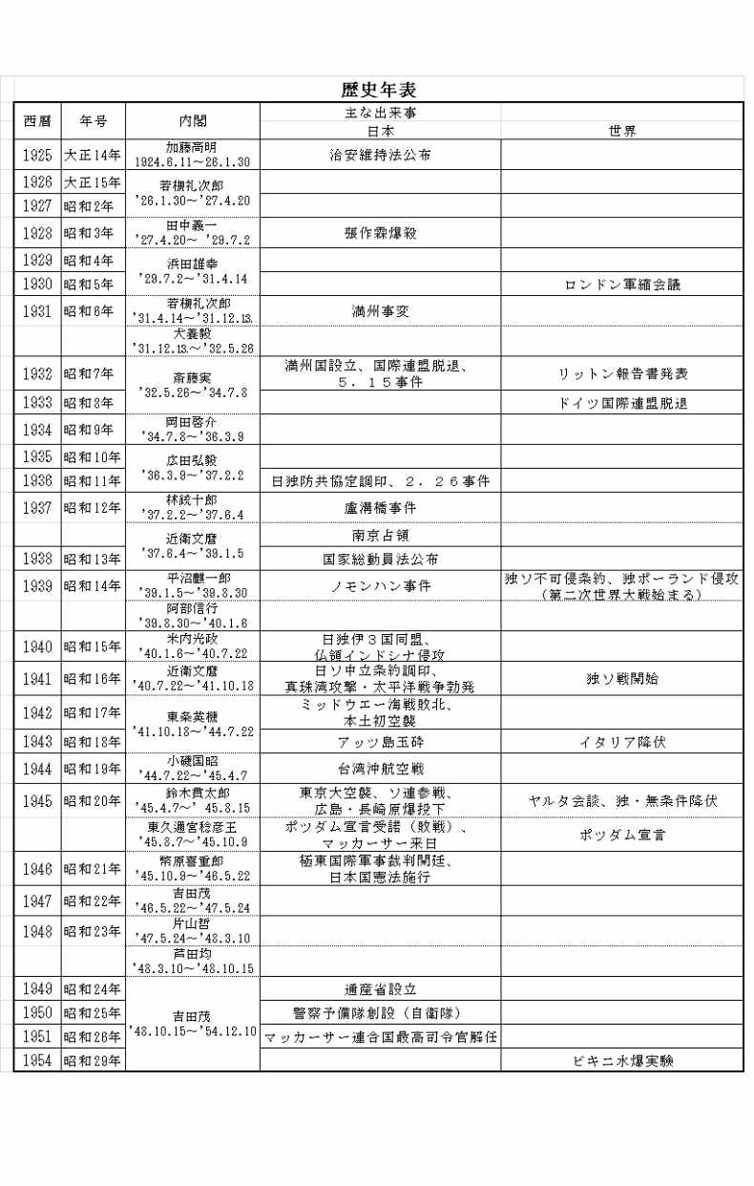 歴史年表
西暦 年号 内閣 主な出来事
日本 世界
1925 大正14年 加藤高明 治安維持法公布
1924.6.11～26.1.30
1926 大正15年 若槻礼次郎
'26.1.30～'27.4.20
1927 昭和2年
1928 昭和3年 田中義一 張作霖爆殺
'27.4.20～ '29.7.2
1929 昭和4年 浜田雄幸
'29.7.2～'31.4.14
1930 昭和5年 ロンドン軍縮会議
1931 昭和6年 若槻礼次郎 満州事変
'31.4.14～'31.12.13.
犬養毅
'31.12.13.～'32.5.26
1932 昭和7年 斎藤実 満州国設立、国際連盟脱退、 リットン報告書発表
'32.5.26～'34.7.8 5．15事件
1933 昭和8年 ドイツ国際連盟脱退
1934 昭和9年 岡田啓介
'34.7.8～'36.3.9
1935 昭和10年 広田弘毅
'36.3.9～'37.2.2
1936 昭和11年 日独防共協定調印、2．26事件
1937 昭和12年 林銑十郎 盧溝橋事件
'37.2.2～'37.6.4
近衛文麿 南京占領
'37.6.4～'39.1.5
1938 昭和13年 国家総動員法公布
1939 昭和14年 平沼麒一郎 ノモンハン事件 独ソ不可侵条約、独ポーランド侵攻
'39.1.5～'39.8.30 （第二次世界大戦始まる）
阿部信行
'39.8.30～'40.1.6
1940 昭和15年 米内光政 日独伊３国同盟、
'40.1.6～'40.7.22 仏領インドシナ侵攻
1941 昭和16年 近衛文麿 日ソ中立条約調印、 独ソ戦開始
'40.7.22～'41.10.18 真珠湾攻撃・太平洋戦争勃発
1942 昭和17年 東条英機 ミッドウエー海戦敗北、
'41.10.18～'44.7.22 本土初空襲
1943 昭和18年 アッツ島玉砕 イタリア降伏
1944 昭和19年 小磯国昭 台湾沖航空戦
'44.7.22～'45.4.7
1945 昭和20年 鈴木貫太郎 東京大空襲、ソ連参戦、 ヤルタ会談、独・無条件降伏
'45.4.7～' 45.8.15 広島・長崎原爆投下
東久邇宮稔彦王 ポツダム宣言受諾（敗戦）、 ポツダム宣言
'45.8.7～'45.10.9 マッカーサー来日
1946 昭和21年 幣原喜重郎 極東国際軍事裁判開廷、
'45.10.9～'46.5.22 日本国憲法施行
1947 昭和22年 吉田茂
'46.5.22～'47.5.24
1948 昭和23年 片山哲
'47.5.24～'48.3.10
芦田均
'48.3.10～'48.10.15
1949 昭和24年 通産省設立
1950 昭和25年 吉田茂 警察予備隊創設（自衛隊）
1951 昭和26年 '48.10.15～'54.12.10 マッカーサー連合国最高司令官解任
1954 昭和29年 ビキニ水爆実験